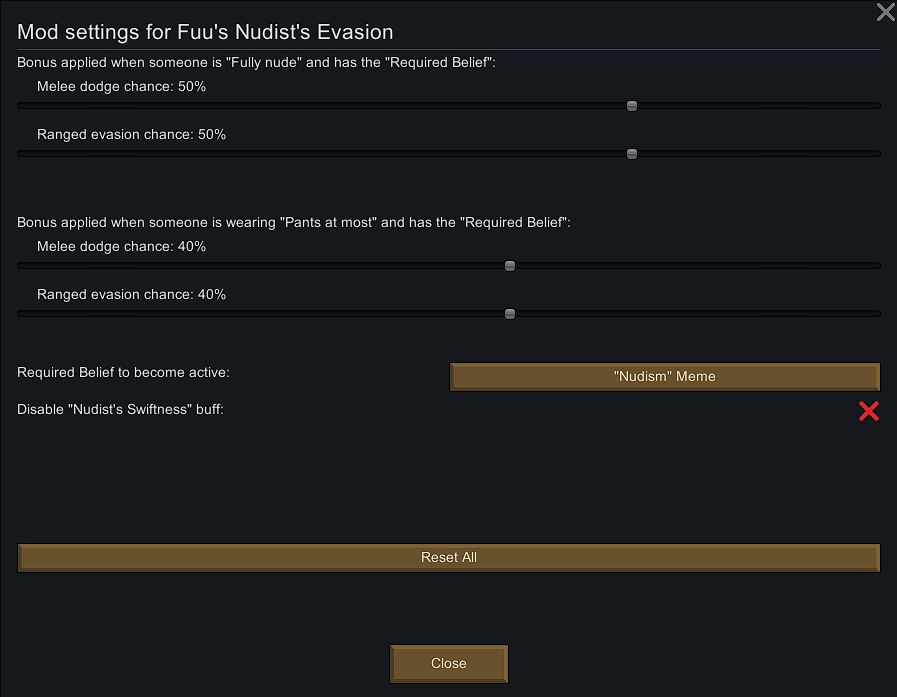 Mod settings for Fuu's Nudist's Evasion
Bonus applied when someone is "Fully nude" and has the "Required Belief":
Melee dodge chance: 50%
Ranged evasion chance: 50%
Bonus applied when someone is wearing "Pants at most" and has the "Required Belief":
Melee dodge chance: 40%
Ranged evasion chance: 40%
Required Belief to become active:
"Nudism" Meme
Disable "Nudist's Swiftness" buff:
Reset All
Close